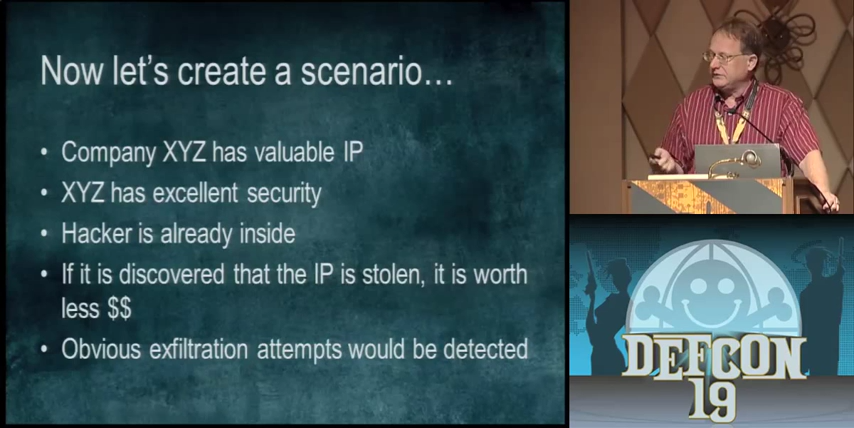 Now let's create a scenario…
• Company XYZ has valuable IP
• XYZ has excellent security
• Hacker is already inside
• If it is discovered that the IP is stolen, it is worth
less $$
• Obvious exfiltration attempts would be detected
DEFCON
19